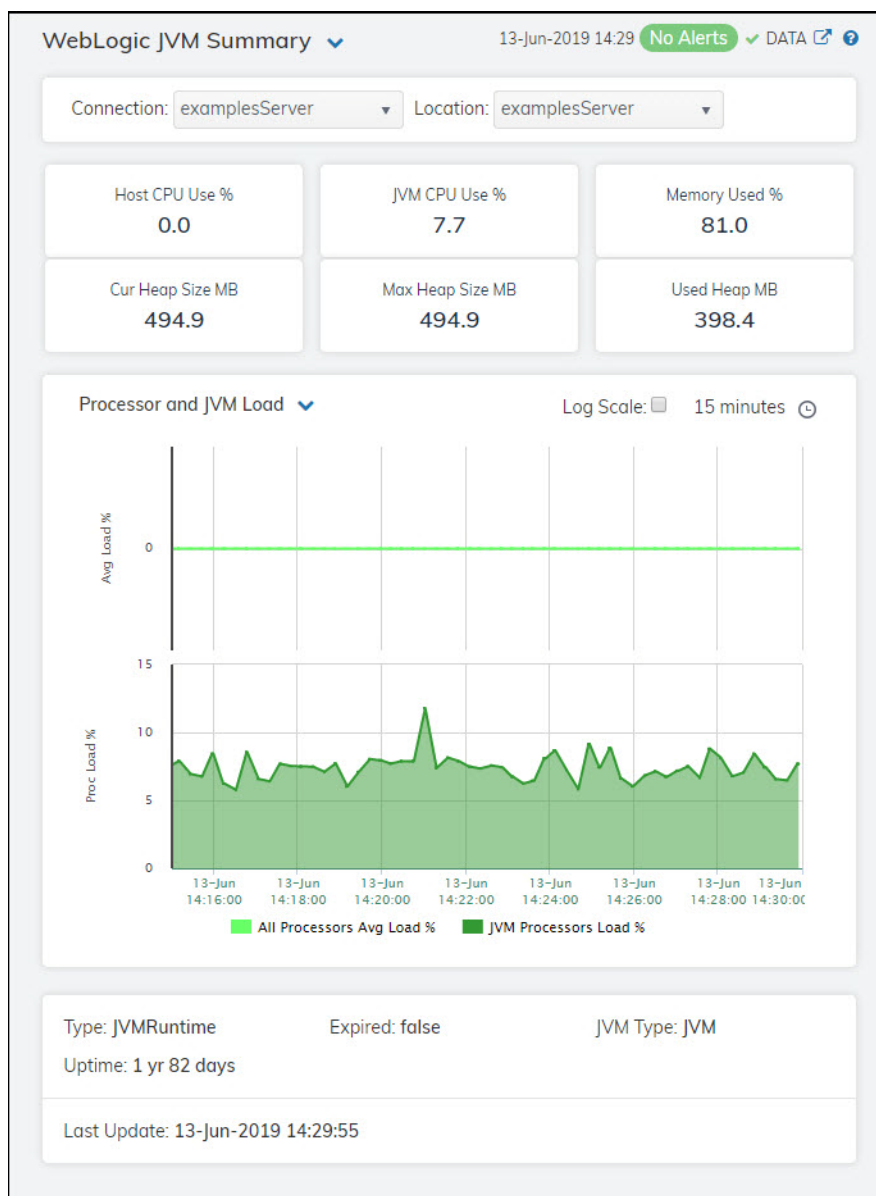 WebLogic JVM Summary 13-Jun-2019 14:29 No Alerts DATA
Connection: examplesServer Location: examplesServer
Host CPU Use % JVM CPU Use % Memory Used %
0.0 7.7 81.0
Cur Heap Size MB Max Heap Size MB Used Heap MB
494.9 494.9 398.4
Processor and JVM Load Log Scale: 15 minutes
Avg Load %
0
Proc Load %
15
10
5
0
13-Jun 13-Jun 13-Jun 13-Jun 13-Jun 13-Jun 13-Jun 13-Jun
14:16:00 14:18:00 14:20:00 14:22:00 14:24:00 14:26:00 14:28:00 14:30:00
All Processors Avg Load % JVM Processors Load %
Type: JVMRuntime Expired: false JVM Type: JVM
Uptime: 1 yr 82 days
Last Update: 13-Jun-2019 14:29:55